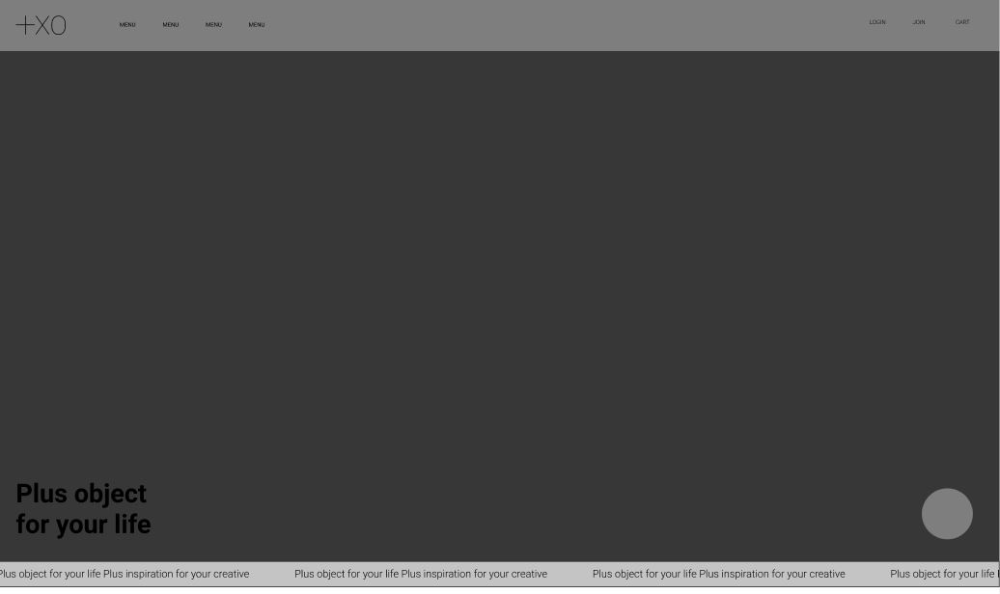 +XO
MENU MENU MENU MENU
LOGIN JOIN CART
Plus object
for your life
Plus object for your life Plus inspiration for your creative Plus object for your life Plus inspiration for your creative Plus object for your life Plus inspiration for your creative Plus object for your life